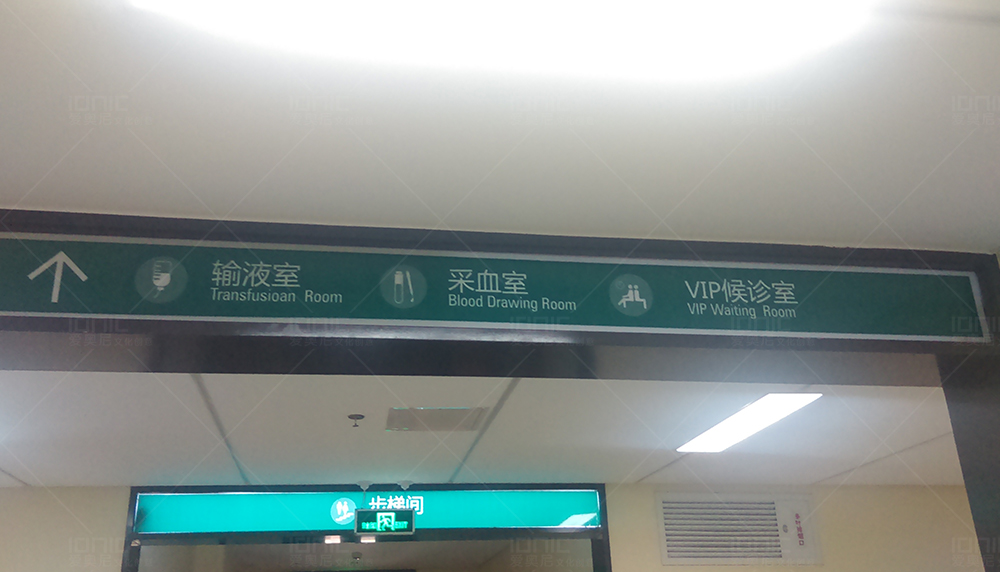 输液室
Transfusioan Room
采血室
Blood Drawing Room
VIP候诊室
VIP Waiting Room
步梯间